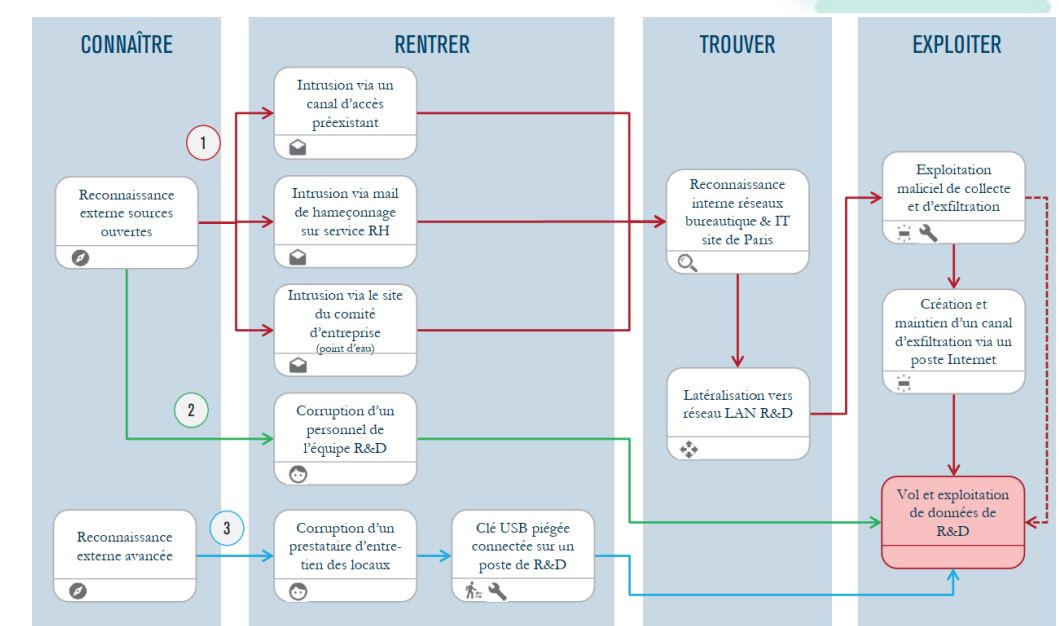 CONNAÎTRE
RENTRER
TROUVER
EXPLOITER
Intrusion via un
canal d'accès
préexistant
1
Reconnaissance
externe sources
ouvertes
Intrusion via mail
de hameçonnage
sur service RH
Reconnaissance
interne réseaux
bureautique & IT
site de Paris
Exploitation
maliciel de collecte
et d'exfiltration
Intrusion via le site
du comité
d'entreprise
(point d'eau)
Création et
maintien d'un canal
d'exfiltration via un
poste Internet
2
Corruption d'un
personnel de
l'équipe R&D
Latéralisation vers
réseau LAN R&D
Vol et exploitation
de données de
R&D
Reconnaissance
externe avancée
3
Corruption d'un
prestataire d'entre-
tien des locaux
Clé USB piégée
connectée sur un
poste de R&D